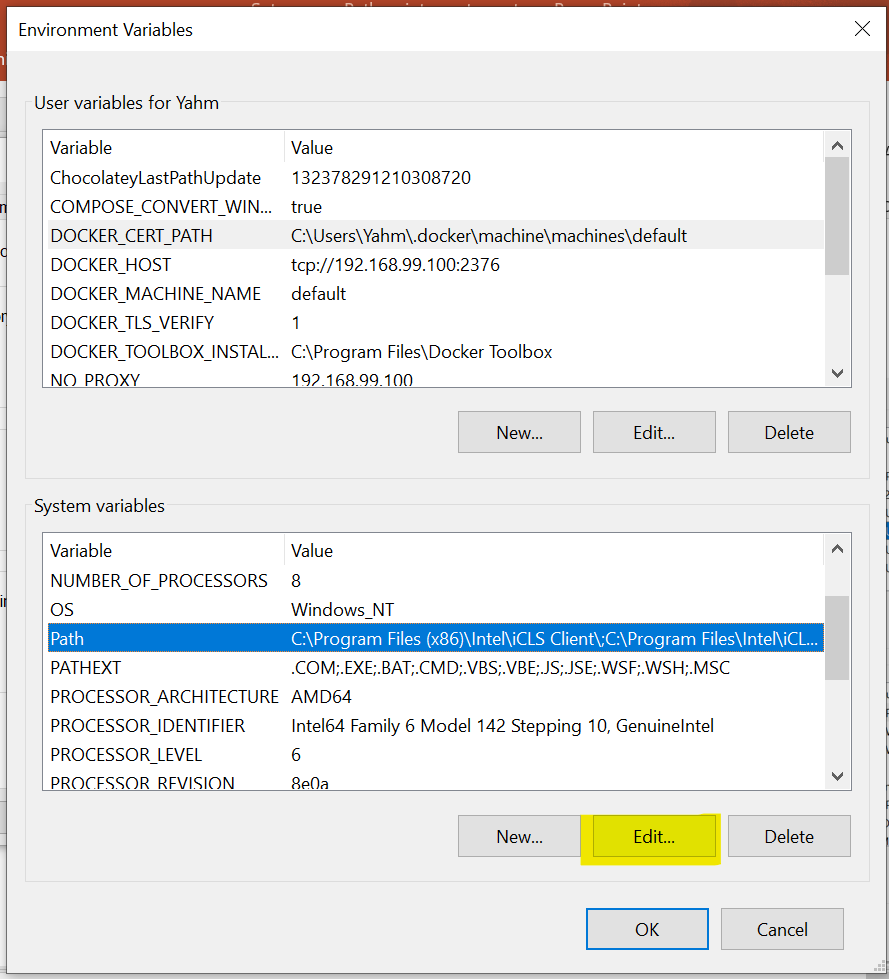 Environment Variables
User variables for Yahm
Variable Value
ChocolateyLastPathUpdate 132378291210308720
COMPOSE_CONVERT_WIN... true
DOCKER_CERT_PATH C:\Users\Yahm\.docker\machine\machines\default
DOCKER_HOST tcp://192.168.99.100:2376
DOCKER_MACHINE_NAME default
DOCKER_TLS_VERIFY 1
DOCKER_TOOLBOX_INSTAL... C:\Program Files\Docker Toolbox
NO_PROXY 192.168.99.100
New... Edit... Delete
System variables
Variable Value
NUMBER_OF_PROCESSORS 8
OS Windows_NT
Path C:\Program Files (x86)\Intel\iCLS Client\;C:\Program Files\Intel\iCL...
PATHEXT .COM;.EXE;.BAT;.CMD;.VBS;.VBE;.JS;.JSE;.WSF;.WSH;.MSC
PROCESSOR_ARCHITECTURE AMD64
PROCESSOR_IDENTIFIER Intel64 Family 6 Model 142 Stepping 10, GenuineIntel
PROCESSOR_LEVEL 6
PROCESSOR_REVISION 8e0a
New... Edit... Delete
OK Cancel